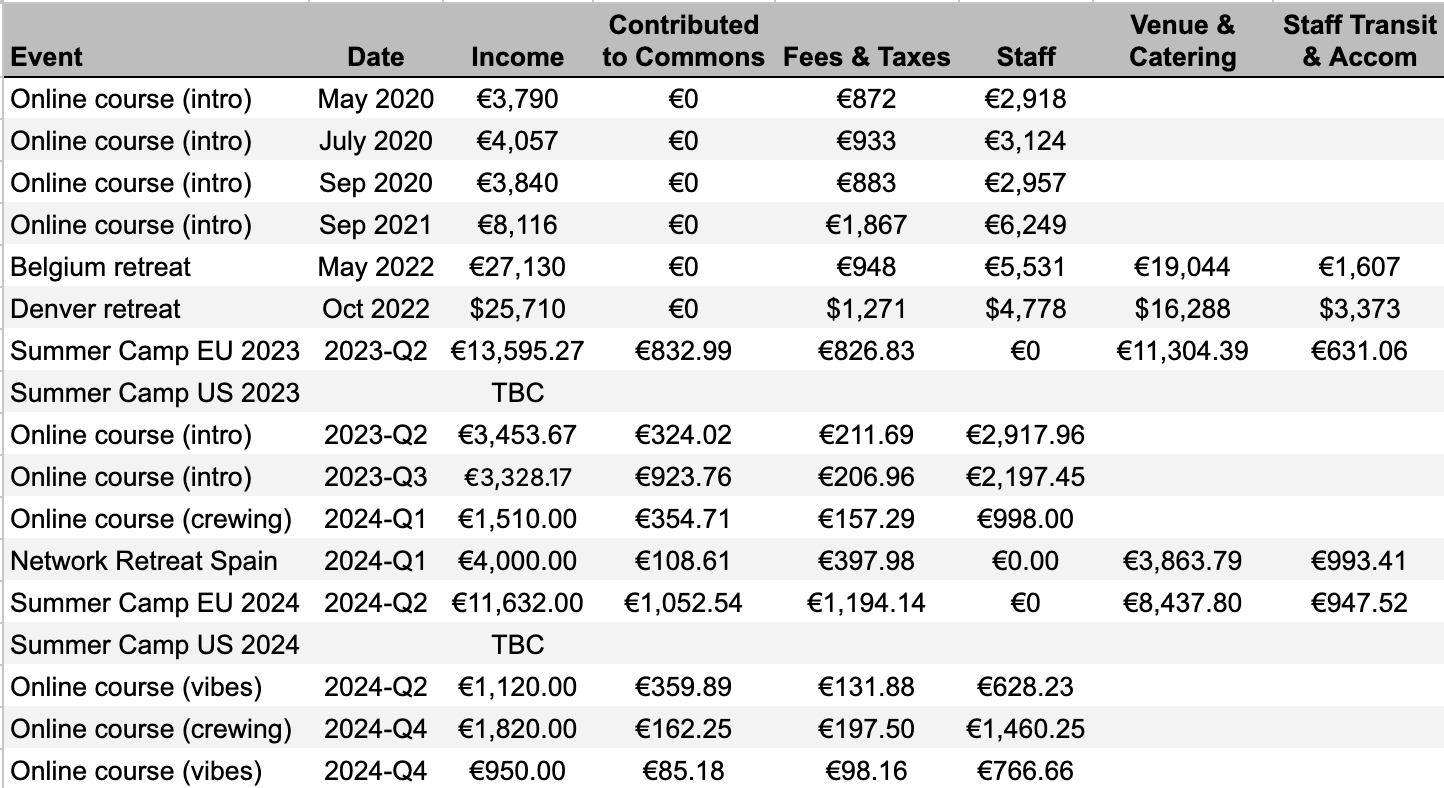 Event Date Income Contributed to Commons Fees & Taxes Staff Venue & Catering Staff Transit & Accom
Online course (intro) May 2020 €3,790 €0 €872 €2,918
Online course (intro) July 2020 €4,057 €0 €933 €3,124
Online course (intro) Sep 2020 €3,840 €0 €883 €2,957
Online course (intro) Sep 2021 €8,116 €0 €1,867 €6,249
Belgium retreat May 2022 €27,130 €0 €948 €5,531 €19,044 €1,607
Denver retreat Oct 2022 $25,710 €0 $1,271 $4,778 $16,288 $3,373
Summer Camp EU 2023 2023-Q2 €13,595.27 €832.99 €826.83 €0 €11,304.39 €631.06
Summer Camp US 2023 TBC
Online course (intro) 2023-Q2 €3,453.67 €324.02 €211.69 €2,917.96
Online course (intro) 2023-Q3 €3,328.17 €923.76 €206.96 €2,197.45
Online course (crewing) 2024-Q1 €1,510.00 €354.71 €157.29 €998.00
Network Retreat Spain 2024-Q1 €4,000.00 €108.61 €397.98 €0.00 €3,863.79 €993.41
Summer Camp EU 2024 2024-Q2 €11,632.00 €1,052.54 €1,194.14 €0 €8,437.80 €947.52
Summer Camp US 2024 TBC
Online course (vibes) 2024-Q2 €1,120.00 €359.89 €131.88 €628.23
Online course (crewing) 2024-Q4 €1,820.00 €162.25 €197.50 €1,460.25
Online course (vibes) 2024-Q4 €950.00 €85.18 €98.16 €766.66